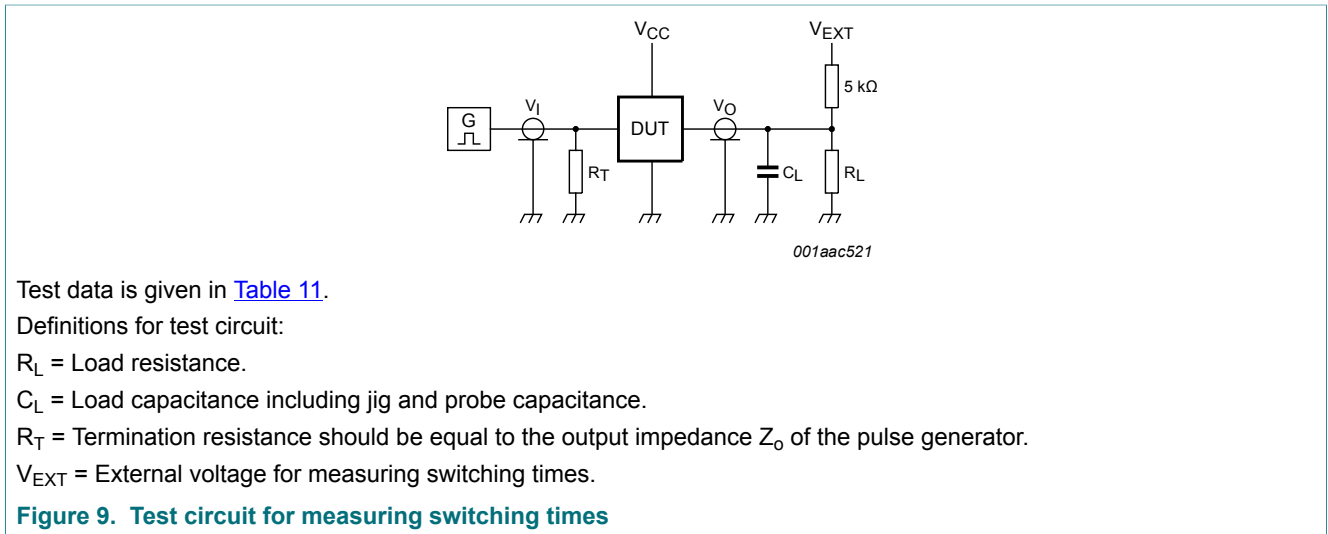 VCC
VEXT
5 kΩ
G
VI
DUT
VO
RT
CL
RL
001aac521
Test data is given in Table 11.
Definitions for test circuit:
RL = Load resistance.
CL = Load capacitance including jig and probe capacitance.
RT = Termination resistance should be equal to the output impedance Zo of the pulse generator.
VEXT = External voltage for measuring switching times.
Figure 9. Test circuit for measuring switching times